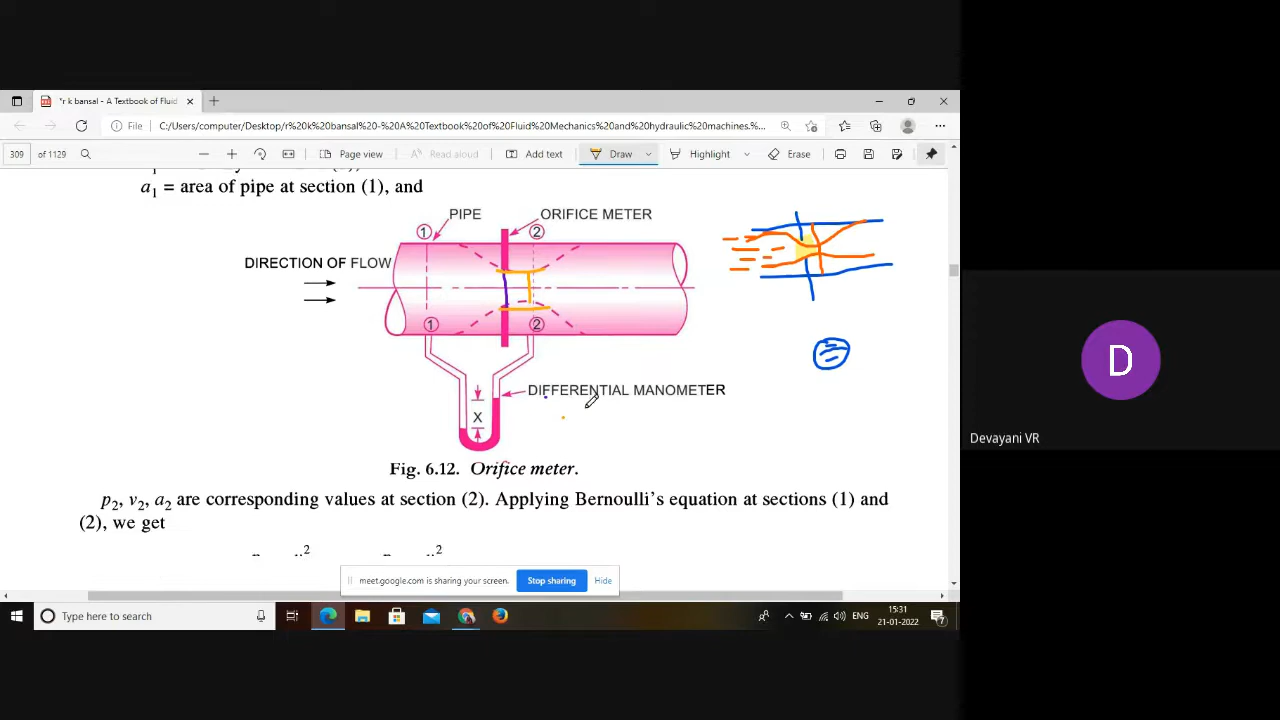 *r k bansal - A Textbook of Fluid
File
C:/Users/computer/Desktop/r%20k%20bansal%20-%20A%20Textbook%20of%20Fluid%20Mechanics%20and%20hydraulic%20machines.%...
309 of 1129
Page view
Read aloud
Add text
Draw
Highlight
Erase
a1 = area of pipe at section (1), and
PIPE
ORIFICE METER
1
2
DIRECTION OF FLOW
1
2
DIFFERENTIAL MANOMETER
X
Fig. 6.12. Orifice meter.
p2, v2, a2 are corresponding values at section (2). Applying Bernoulli's equation at sections (1) and
(2), we get
meet.google.com is sharing your screen.
Stop sharing
Hide
Type here to search
ENG
15:31
21-01-2022
D
Devayani VR